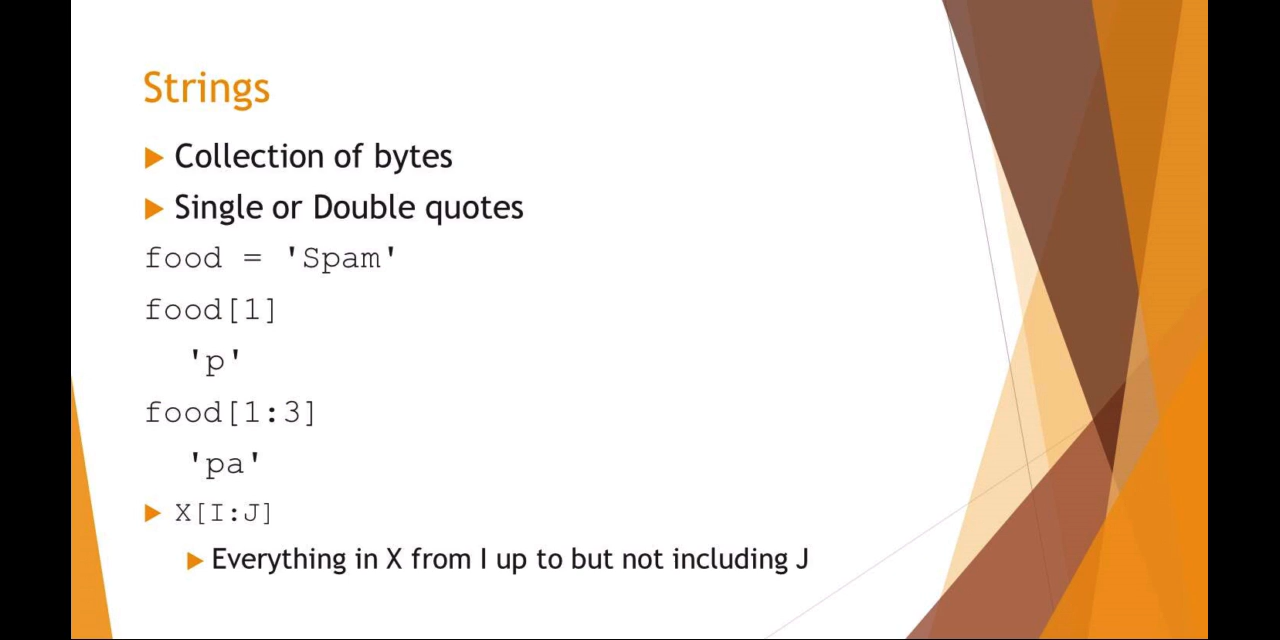 Strings
Collection of bytes
Single or Double quotes
food = 'Spam'
food[1]
'p'
food[1:3]
'pa'
X[I:J]
Everything in X from I up to but not including J